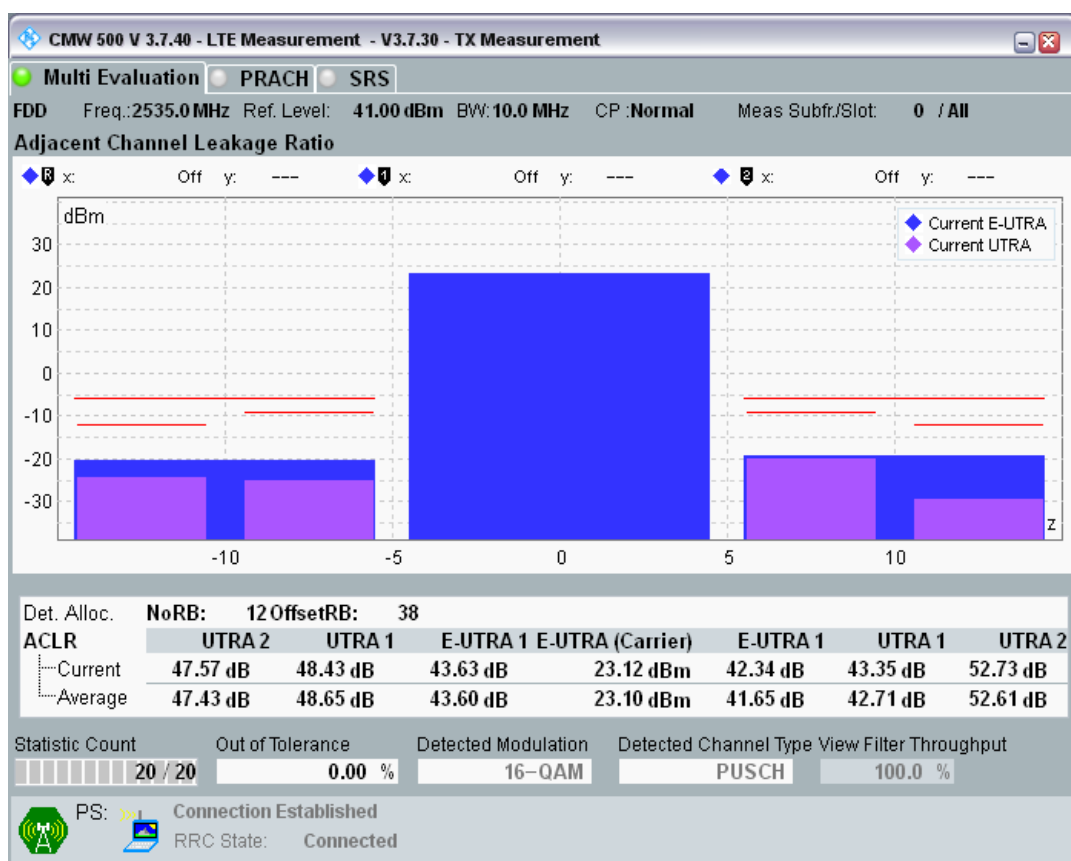 CMW 500 V 3.7.40 - LTE Measurement - V3.7.30 - TX Measurement
Multi Evaluation PRACH SRS
FDD Freq.:2535.0 MHz Ref. Level: 41.00 dBm BW:10.0 MHz CP :Normal Meas Subfr./Slot: 0 / All
Adjacent Channel Leakage Ratio
R x: Off y: --- 1 x: Off y: --- 2 x: Off y: ---
dBm
Current E-UTRA
Current UTRA
30
20
10
0
-10
-20
-30
z
-10 -5 0 5 10
Det. Alloc. NoRB: 12 OffsetRB: 38
ACLR UTRA 2 UTRA 1 E-UTRA 1 E-UTRA (Carrier) E-UTRA 1 UTRA 1 UTRA 2
Current 47.57 dB 48.43 dB 43.63 dB 23.12 dBm 42.34 dB 43.35 dB 52.73 dB
Average 47.43 dB 48.65 dB 43.60 dB 23.10 dBm 41.65 dB 42.71 dB 52.61 dB
Statistic Count Out of Tolerance Detected Modulation Detected Channel Type View Filter Throughput
20 / 20 0.00 % 16-QAM PUSCH 100.0 %
PS: Connection Established
RRC State: Connected